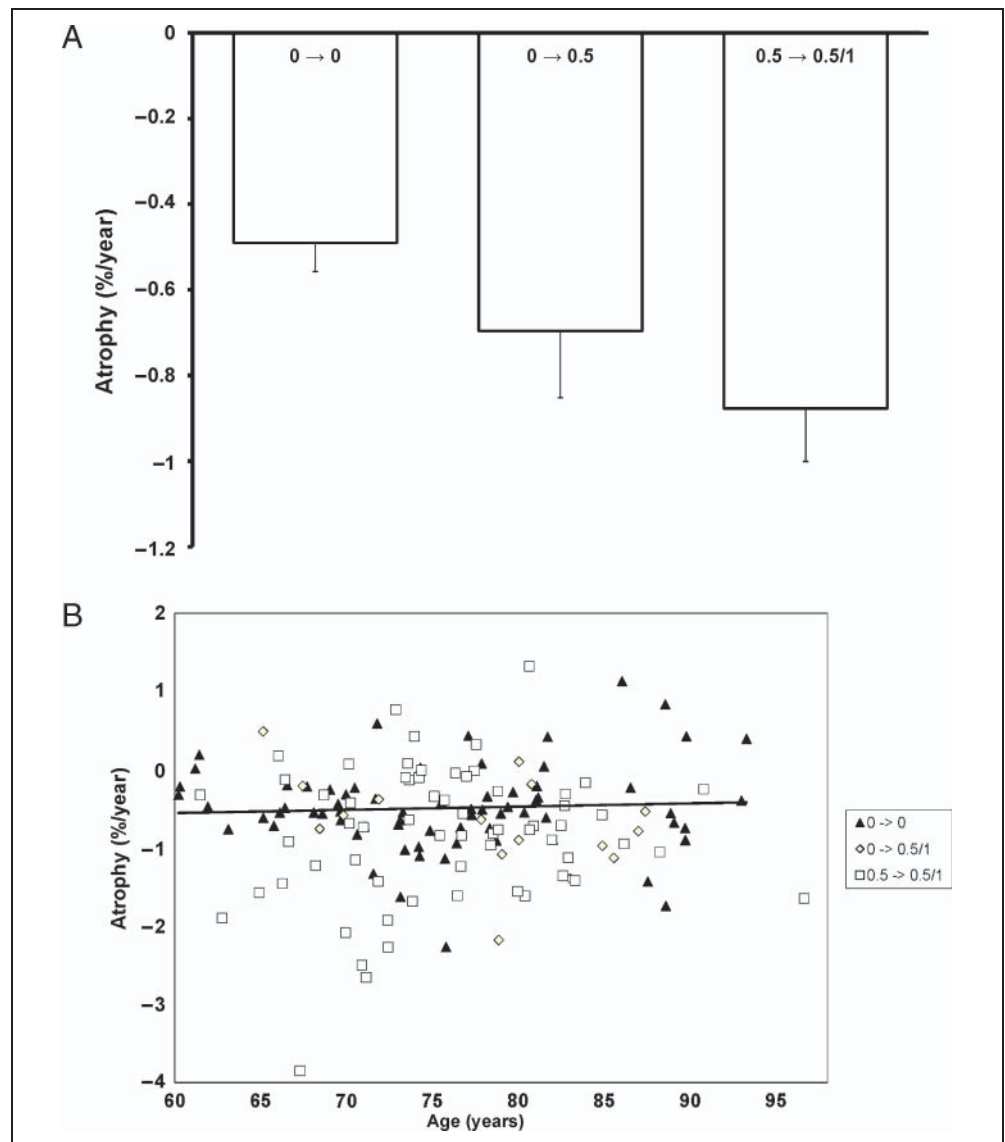 A
0
0 → 0
0 → 0.5
0.5 → 0.5/1
−0.2
−0.4
−0.6
−0.8
−1
−1.2
Atrophy (%/year)
B
2
1
0
−1
−2
−3
−4
Atrophy (%/year)
60 65 70 75 80 85 90 95
Age (years)
0 -> 0
0 -> 0.5/1
0.5 -> 0.5/1